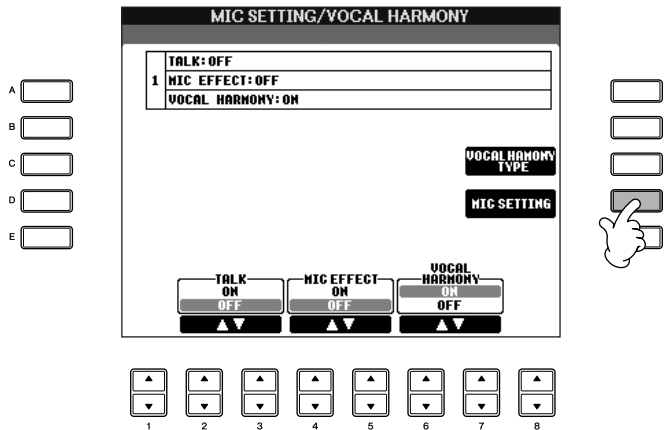 MIC SETTING/VOCAL HARMONY
TALK:OFF
1 MIC EFFECT:OFF
VOCAL HARMONY:ON
A
B
C
D
E
VOCAL HAMONY
TYPE
MIC SETTING
TALK
ON
OFF
MIC EFFECT
ON
OFF
VOCAL
HARMONY
ON
OFF
1 2 3 4 5 6 7 8